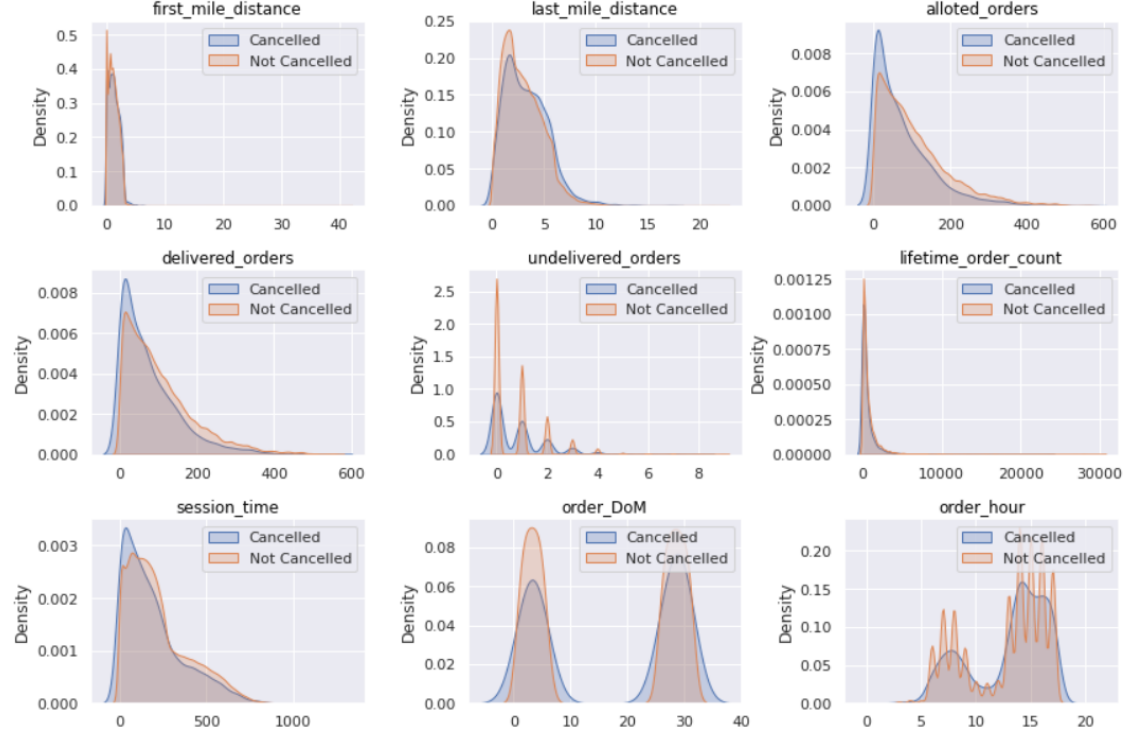 first_mile_distance
Cancelled
Not Cancelled
Density
0.5
0.4
0.3
0.2
0.1
0.0
0 10 20 30 40
last_mile_distance
Cancelled
Not Cancelled
Density
0.25
0.20
0.15
0.10
0.05
0.00
0 5 10 15 20
alloted_orders
Cancelled
Not Cancelled
Density
0.008
0.006
0.004
0.002
0.000
0 200 400 600
delivered_orders
Cancelled
Not Cancelled
Density
0.008
0.006
0.004
0.002
0.000
0 200 400 600
undelivered_orders
Cancelled
Not Cancelled
Density
2.5
2.0
1.5
1.0
0.5
0.0
0 2 4 6 8
lifetime_order_count
Cancelled
Not Cancelled
Density
0.00125
0.00100
0.00075
0.00050
0.00025
0.00000
0 10000 20000 30000
session_time
Cancelled
Not Cancelled
Density
0.003
0.002
0.001
0.000
0 500 1000
order_DoM
Cancelled
Not Cancelled
Density
0.08
0.06
0.04
0.02
0.00
0 10 20 30 40
order_hour
Cancelled
Not Cancelled
Density
0.20
0.15
0.10
0.05
0.00
0 5 10 15 20